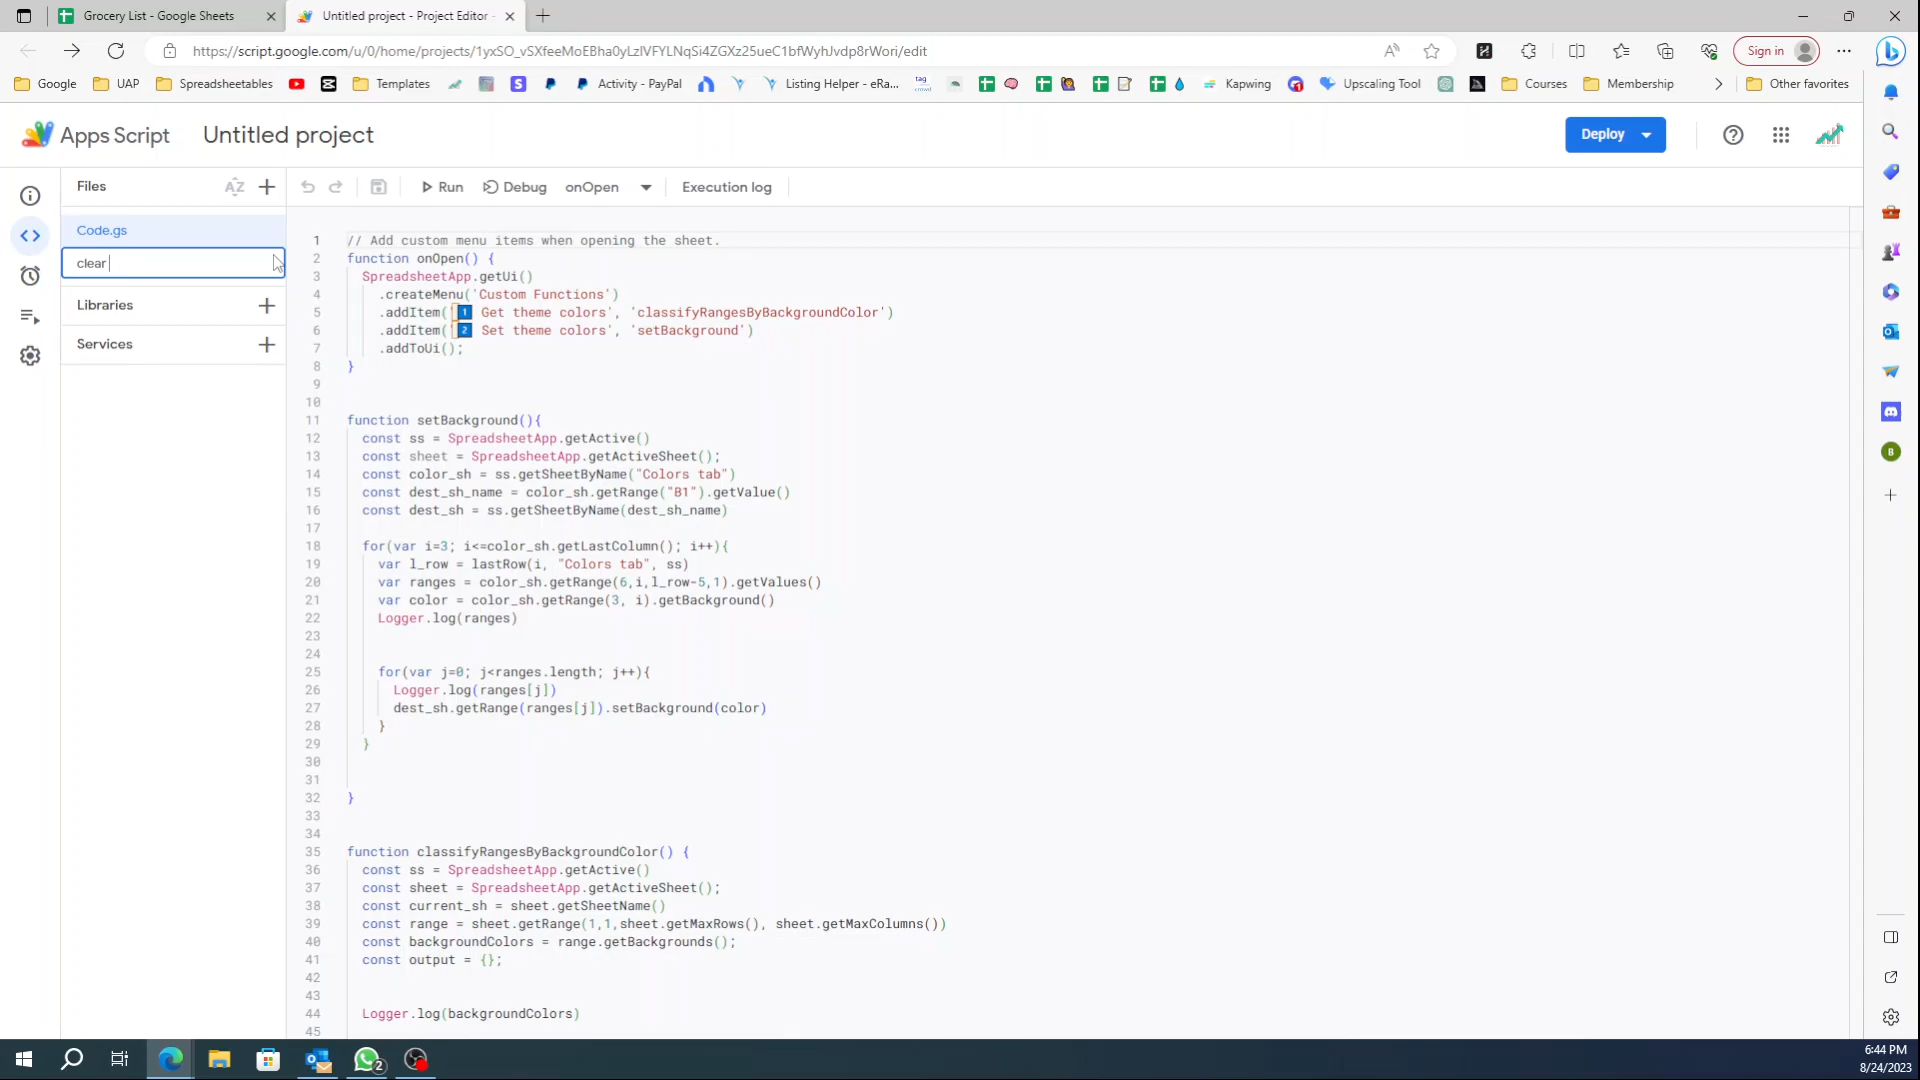 Grocery List - Google Sheets
Untitled project - Project Editor -
https://script.google.com/u/0/home/projects/1yxSO_vSXfeeMoEBha0yLzIVFYLNqSi4ZGXz25ueC1bfWyhJvdp8rWori/edit
Sign in
Google
UAP
Spreadsheetables
Templates
Activity - PayPal
Listing Helper - eRa...
Kapwing
Upscaling Tool
Courses
Membership
Other favorites
Apps Script
Untitled project
Deploy
Files
AZ
Run
Debug
onOpen
Execution log
Code.gs
clear
Libraries
Services
1 // Add custom menu items when opening the sheet.
2 function onOpen() {
3 SpreadsheetApp.getUi()
4 .createMenu('Custom Functions')
5 .addItem('1 Get theme colors', 'classifyRangesByBackgroundColor')
6 .addItem('2 Set theme colors', 'setBackground')
7 .addToUi();
8 }
9
10
11 function setBackground(){
12 const ss = SpreadsheetApp.getActive()
13 const sheet = SpreadsheetApp.getActiveSheet();
14 const color_sh = ss.getSheetByName("Colors tab")
15 const dest_sh_name = color_sh.getRange("B1").getValue()
16 const dest_sh = ss.getSheetByName(dest_sh_name)
17
18 for(var i=3; i<=color_sh.getLastColumn(); i++){
19 var l_row = lastRow(i, "Colors tab", ss)
20 var ranges = color_sh.getRange(6,i,l_row-5,1).getValues()
21 var color = color_sh.getRange(3, i).getBackground()
22 Logger.log(ranges)
23
24
25 for(var j=0; j<ranges.length; j++){
26 Logger.log(ranges[j])
27 dest_sh.getRange(ranges[j]).setBackground(color)
28 }
29 }
30
31
32 }
33
34
35 function classifyRangesByBackgroundColor() {
36 const ss = SpreadsheetApp.getActive()
37 const sheet = SpreadsheetApp.getActiveSheet();
38 const current_sh = sheet.getSheetName()
39 const range = sheet.getRange(1,1,sheet.getMaxRows(), sheet.getMaxColumns())
40 const backgroundColors = range.getBackgrounds();
41 const output = {};
42
43
44 Logger.log(backgroundColors)
45
B
2
6:44 PM
8/24/2023